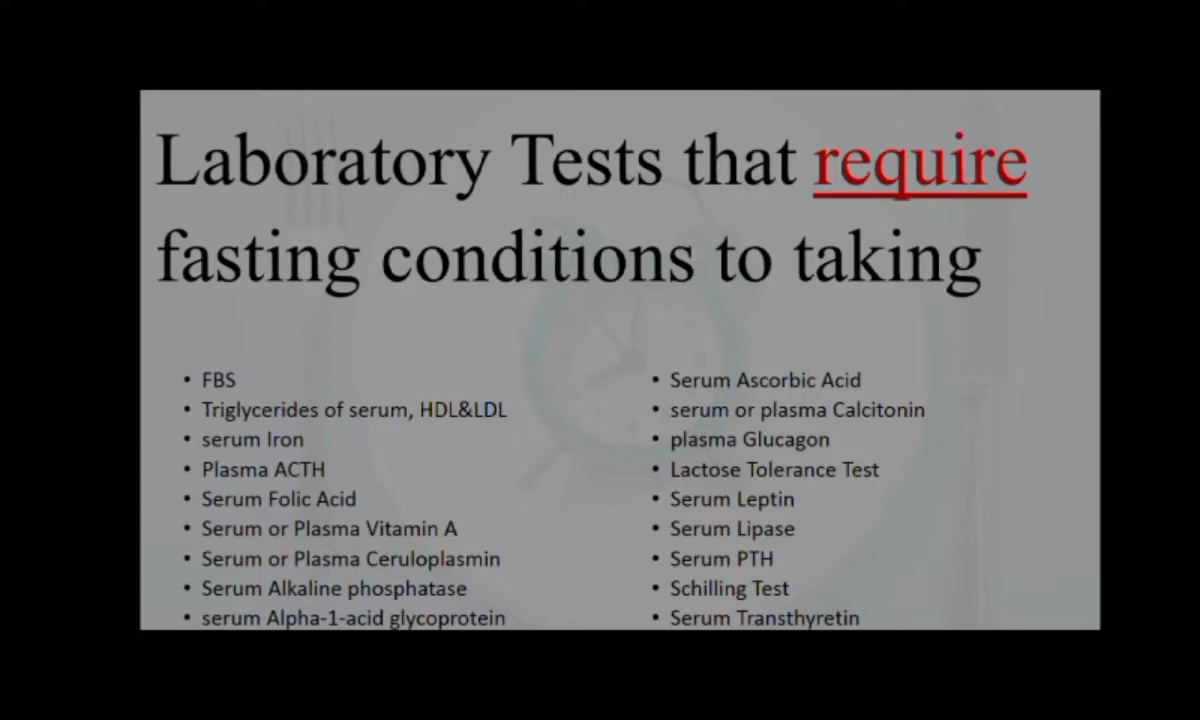 Laboratory Tests that require
fasting conditions to taking
• FBS
• Triglycerides of serum, HDL&LDL
• serum Iron
• Plasma ACTH
• Serum Folic Acid
• Serum or Plasma Vitamin A
• Serum or Plasma Ceruloplasmin
• Serum Alkaline phosphatase
• serum Alpha-1-acid glycoprotein
• Serum Ascorbic Acid
• serum or plasma Calcitonin
• plasma Glucagon
• Lactose Tolerance Test
• Serum Leptin
• Serum Lipase
• Serum PTH
• Schilling Test
• Serum Transthyretin